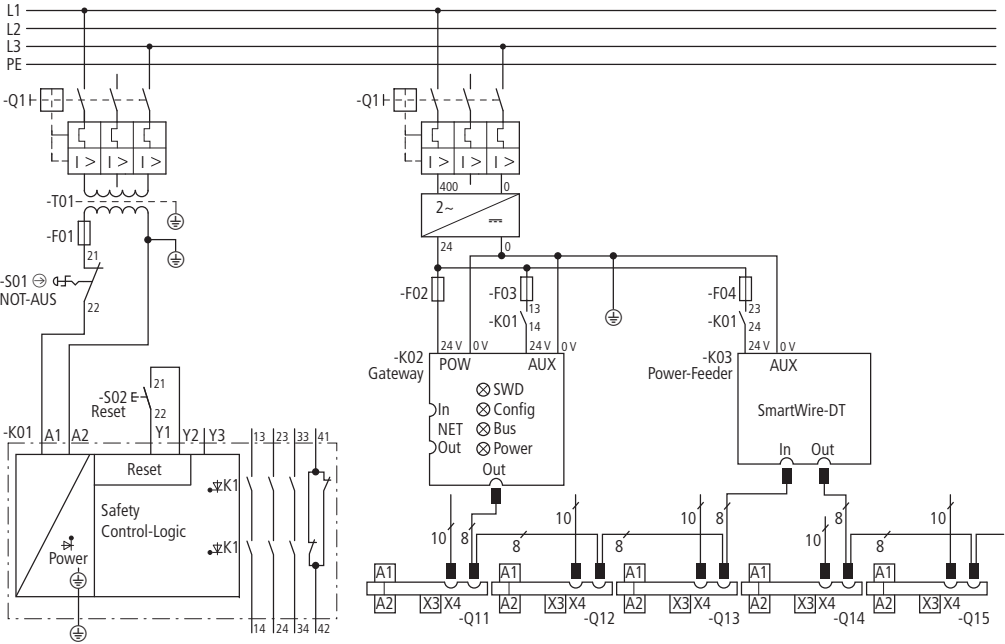 L1
L2
L3
PE
-Q1
-Q1
I >
I >
I >
I >
I >
I >
-T01
400
0
2~
24
0
-F01
21
-S01
NOT-AUS
22
-F02
-F03
-F04
13
-K01
14
23
-K01
24
24 V
0 V
24 V
0 V
24 V
0 V
-K02
Gateway
POW
AUX
-K03
Power-Feeder
AUX
SWD
Config
Bus
Power
In
NET
Out
Out
SmartWire-DT
In
Out
-S02
Reset
21
22
-K01
A1
A2
Y1
Y2
Y3
13
23
33
41
Reset
K1
Safety
Control-Logic
K1
Power
14
24
34
42
10
8
8
10
8
10
8
10
8
8
10
A1
A2
X3
X4
-Q11
A1
A2
X3
X4
-Q12
A1
A2
X3
X4
-Q13
A1
A2
X3
X4
-Q14
A1
A2
X3
X4
-Q15